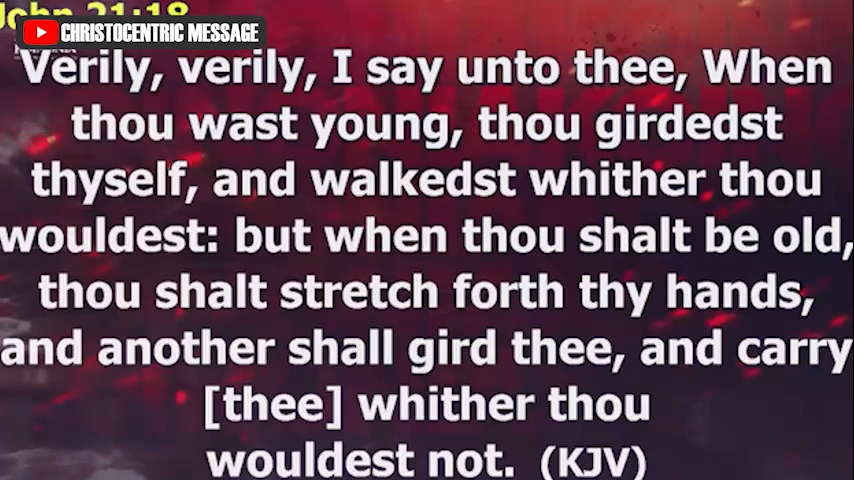 John 21:18
CHRISTOCENTRIC MESSAGE
Verily, verily, I say unto thee, When
thou wast young, thou girdedst
thyself, and walkedst whither thou
wouldest: but when thou shalt be old,
thou shalt stretch forth thy hands,
and another shall gird thee, and carry
[thee] whither thou
wouldest not. (KJV)